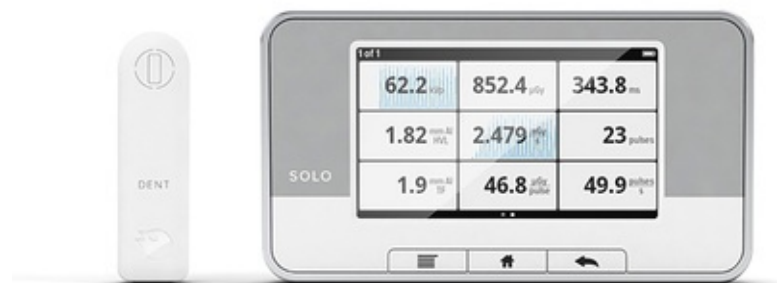 1 of 1
62.2 kVp 852.4 µGy 343.8 ms
1.82 mm Al HVL 2.479 23 pulses
1.9 mm Al TF 46.8 µGy pulse 49.9 pulses s
SOLO
DENT